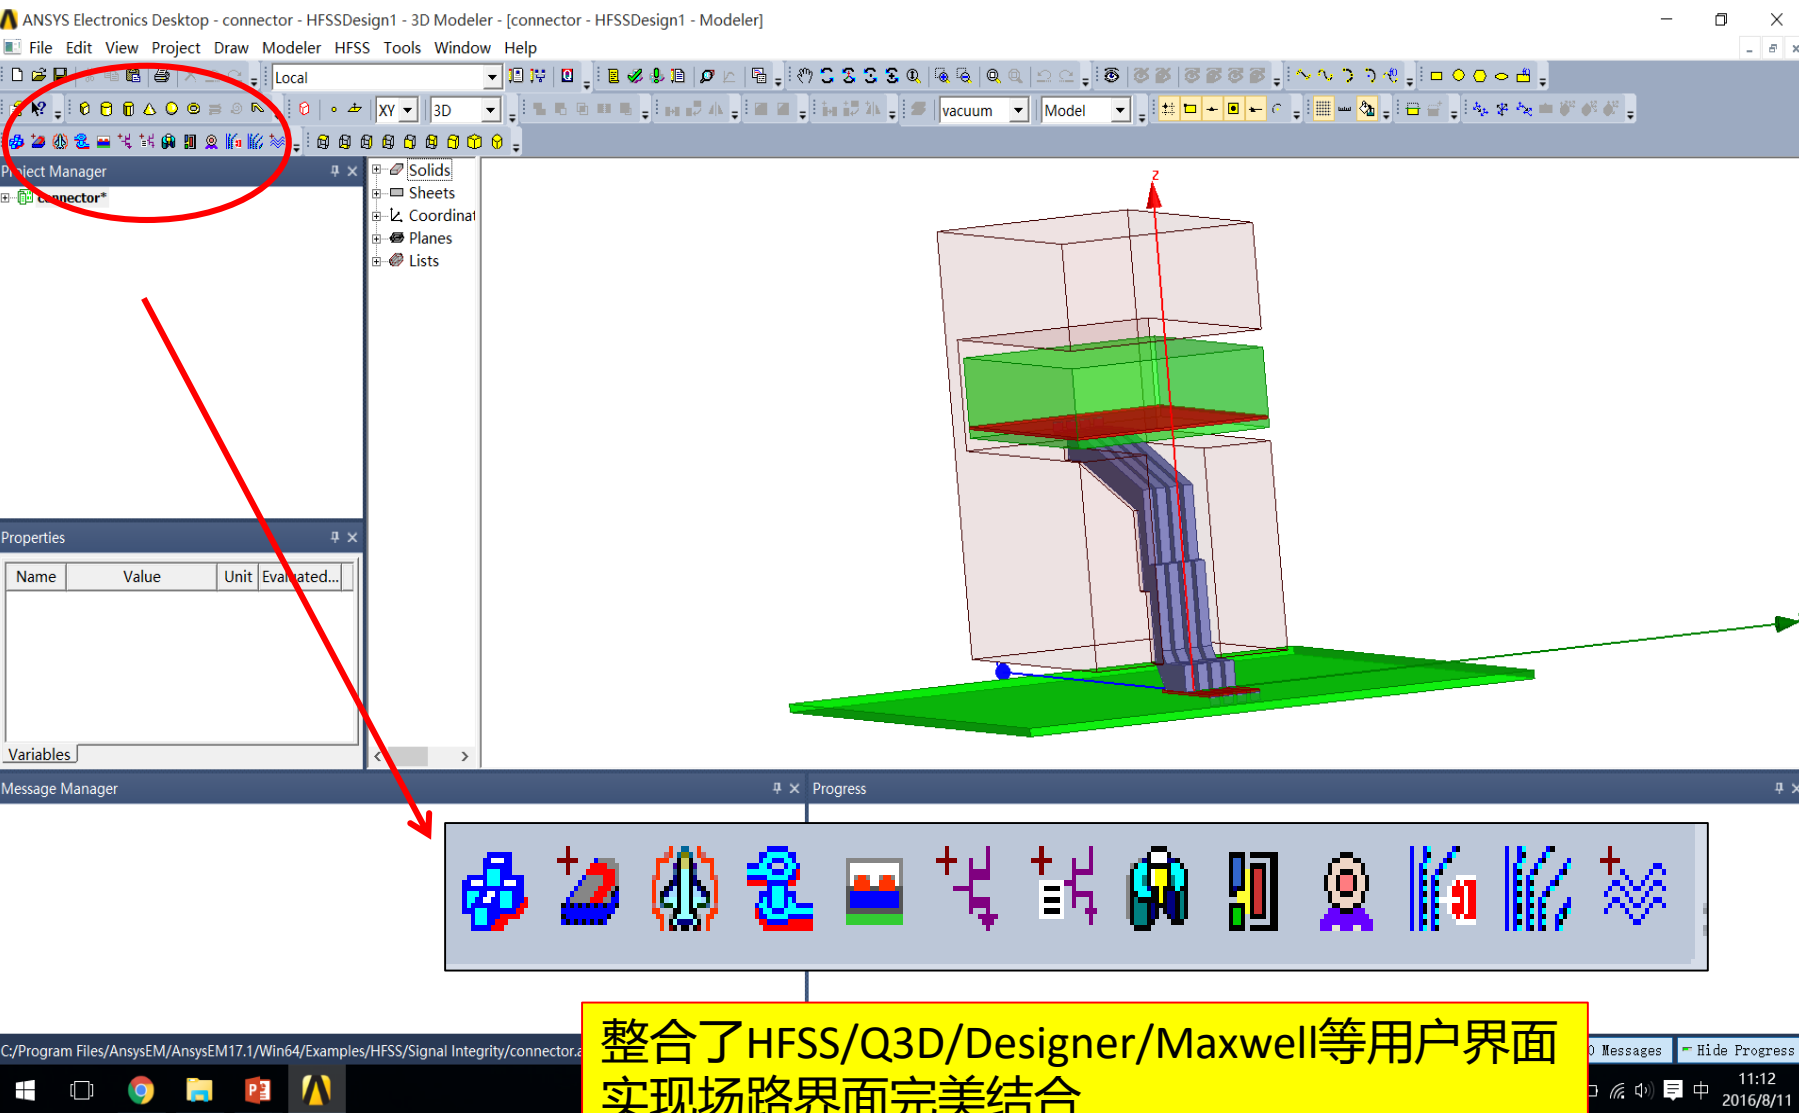 ANSYS Electronics Desktop - connector - HFSSDesign1 - 3D Modeler - [connector - HFSSDesign1 - Modeler]
File Edit View Project Draw Modeler HFSS Tools Window Help
Local
XY 3D vacuum Model
Project Manager
connector*
Solids
Sheets
Coordinat
Planes
Lists
Z
Properties
Name Value Unit Evaluated...
Variables
Message Manager
Progress
整合了HFSS/Q3D/Designer/Maxwell等用户界面
实现场路界面完美结合
C:/Program Files/AnsysEM/AnsysEM17.1/Win64/Examples/HFSS/Signal Integrity/connector.a
0 Messages Hide Progress
中
11:12
2016/8/11